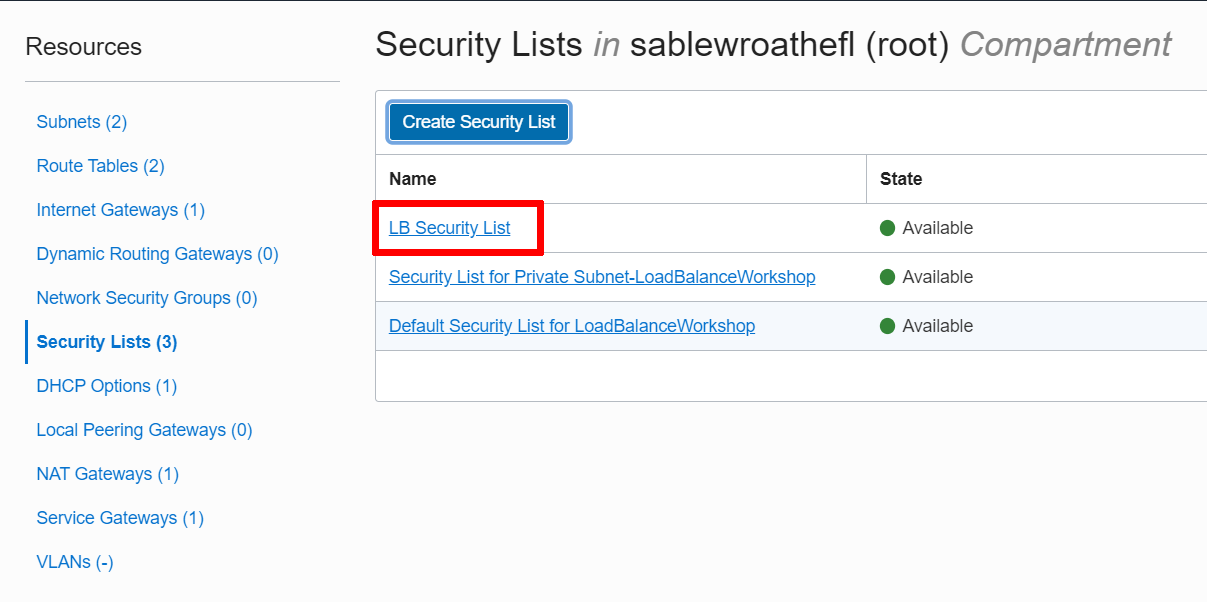 Resources
Subnets (2)
Route Tables (2)
Internet Gateways (1)
Dynamic Routing Gateways (0)
Network Security Groups (0)
Security Lists (3)
DHCP Options (1)
Local Peering Gateways (0)
NAT Gateways (1)
Service Gateways (1)
VLANs (-)
Security Lists in sablewroathefl (root) Compartment
Create Security List
Name State
LB Security List Available
Security List for Private Subnet-LoadBalanceWorkshop Available
Default Security List for LoadBalanceWorkshop Available